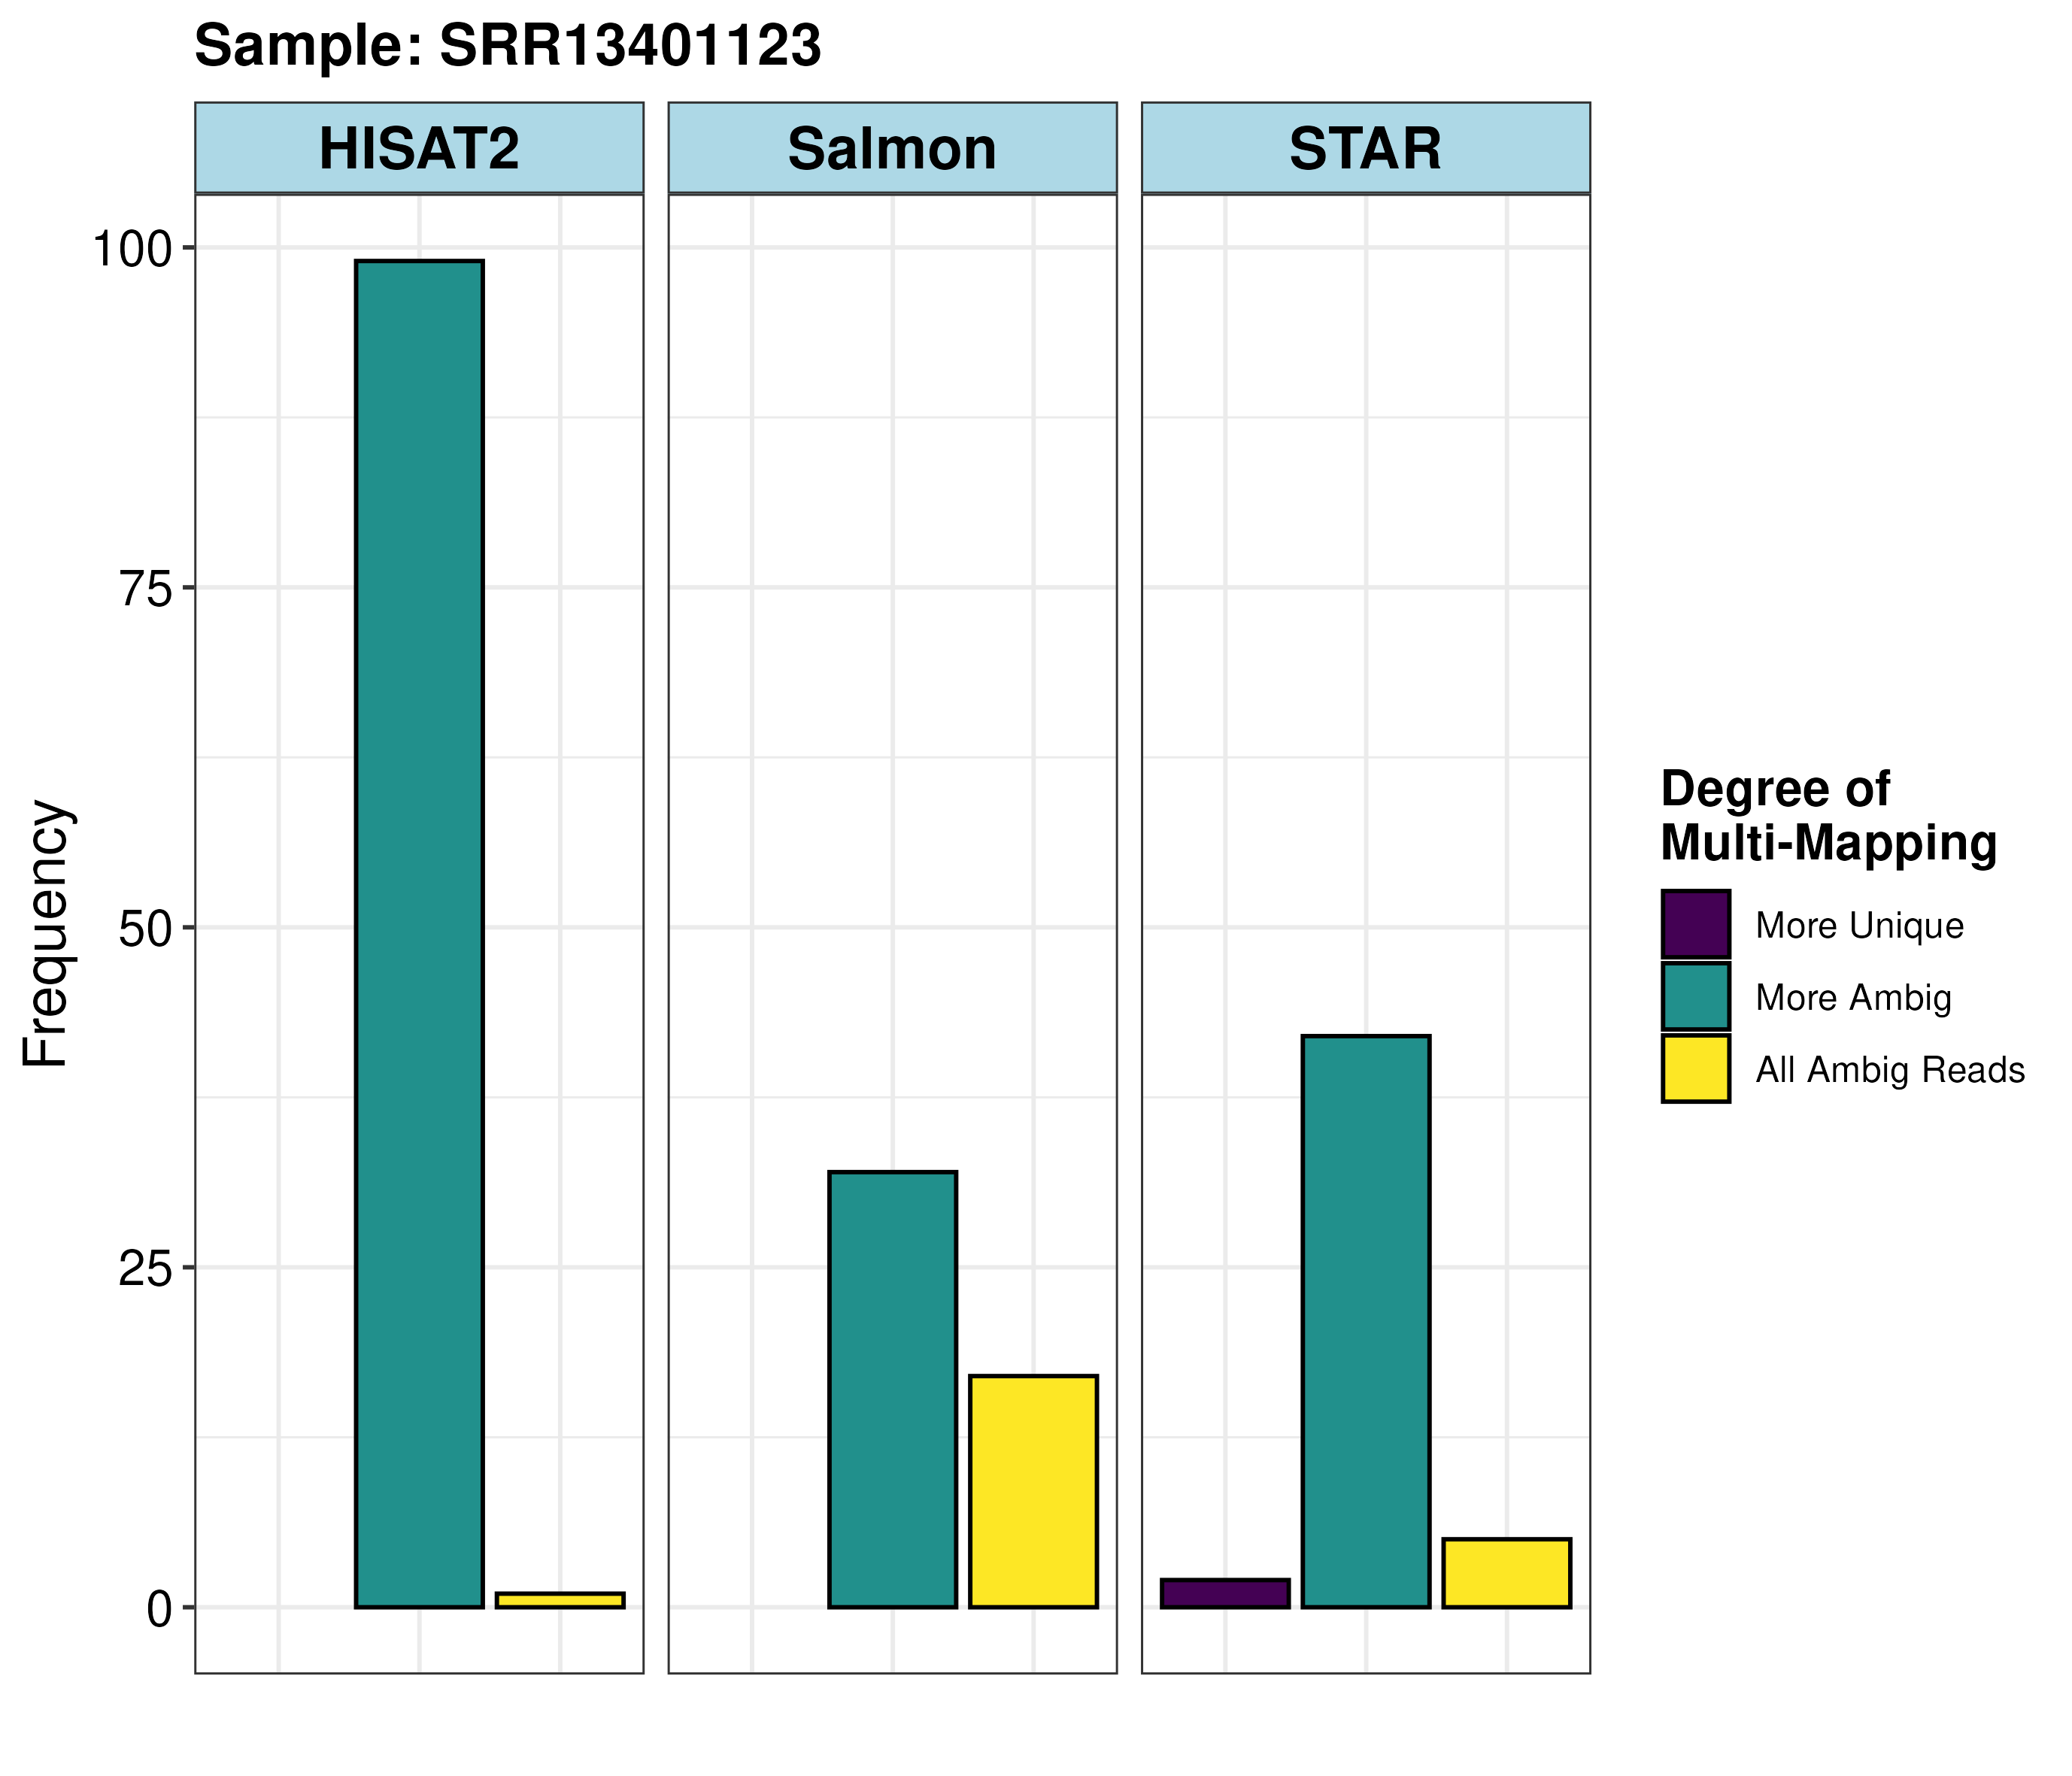 Sample: SRR13401123
HISAT2
Salmon
STAR
100
75
50
25
0
Frequency
Degree of
Multi-Mapping
More Unique
More Ambig
All Ambig Reads